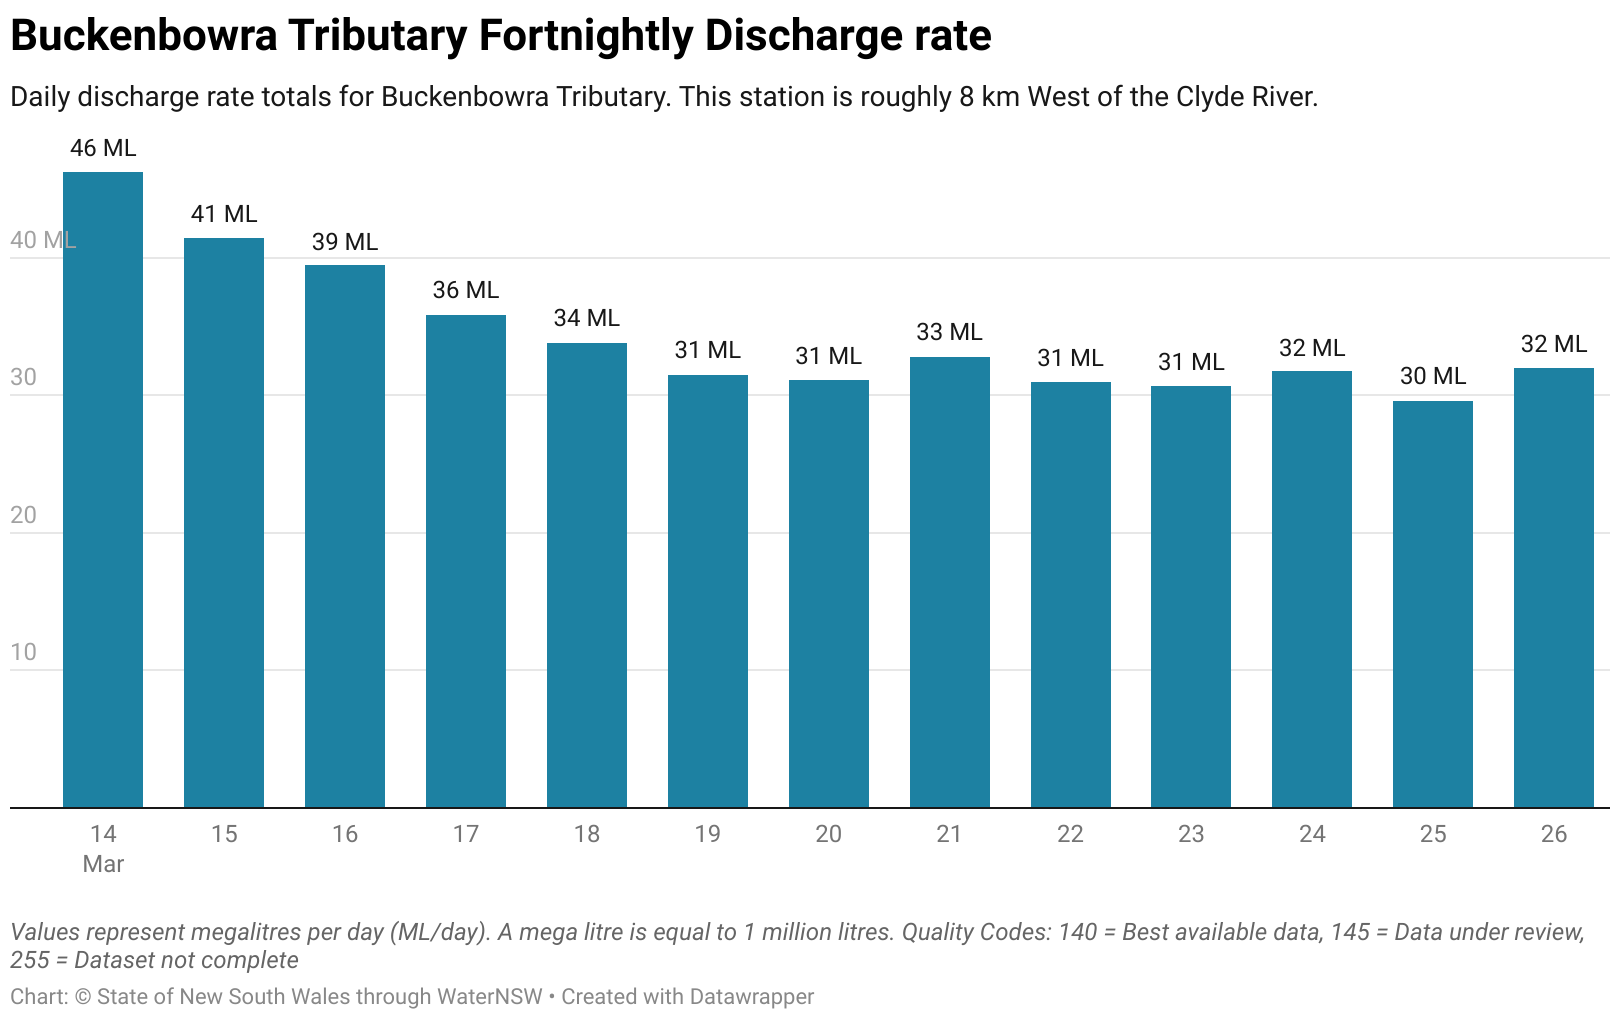 Buckenbowra Tributary Fortnightly Discharge rate
Daily discharge rate totals for Buckenbowra Tributary. This station is roughly 8 km West of the Clyde River.
46 ML
41 ML
39 ML
36 ML
34 ML
31 ML
31 ML
33 ML
31 ML
31 ML
32 ML
30 ML
32 ML
40 ML
30
20
10
14 15 16 17 18 19 20 21 22 23 24 25 26
Mar
Values represent megalitres per day (ML/day). A mega litre is equal to 1 million litres. Quality Codes: 140 = Best available data, 145 = Data under review,
255 = Dataset not complete
Chart: © State of New South Wales through WaterNSW • Created with Datawrapper